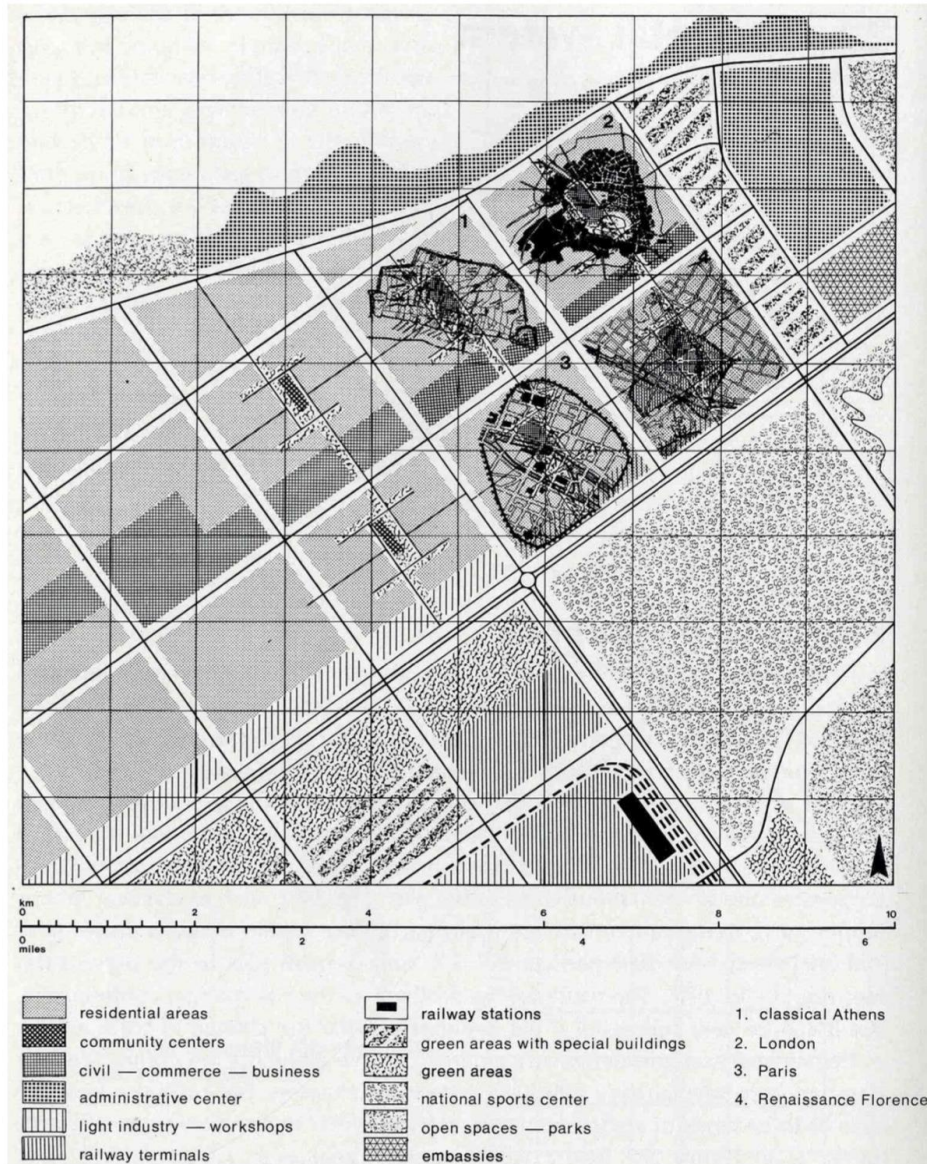 2
1
4
3
km
0 2 4 6 8 10
0 2 4 6
miles
residential areas
community centers
civil — commerce — business
administrative center
light industry — workshops
railway terminals
railway stations
green areas with special buildings
green areas
national sports center
open spaces — parks
embassies
1. classical Athens
2. London
3. Paris
4. Renaissance Florence